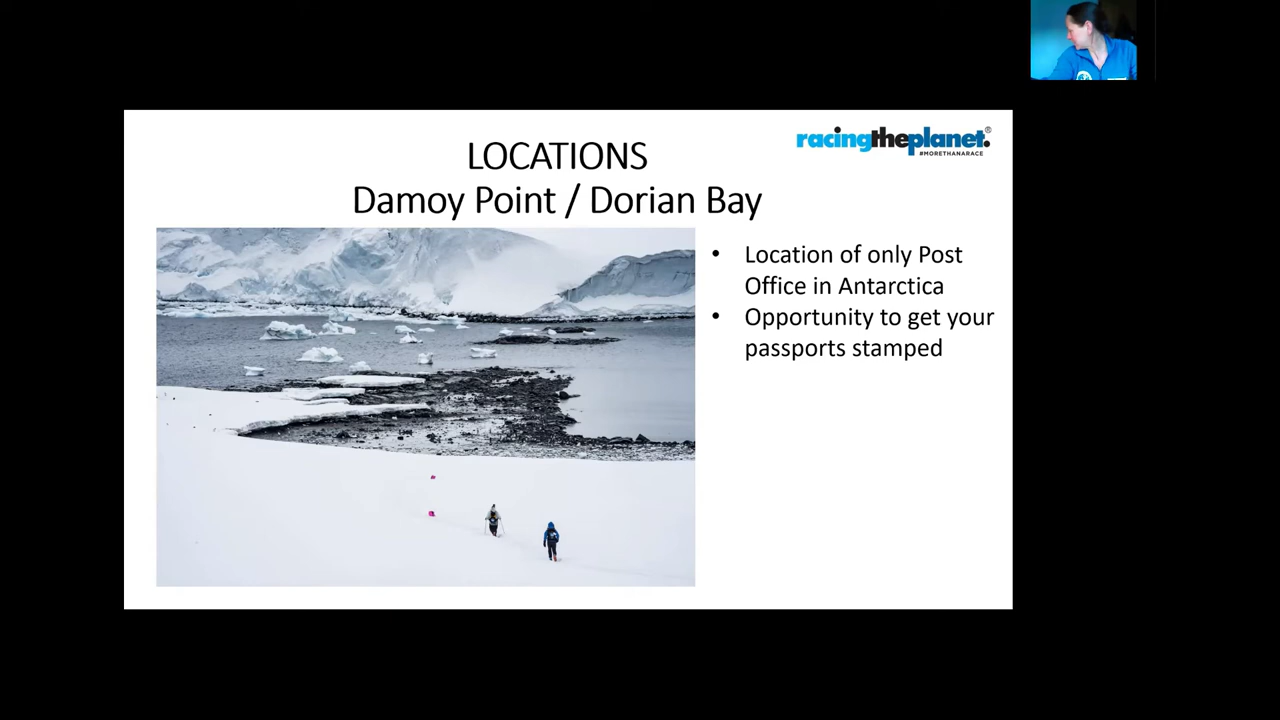 racingtheplanet.®
#MORETHANARACE
LOCATIONS
Damoy Point / Dorian Bay
• Location of only Post
Office in Antarctica
• Opportunity to get your
passports stamped